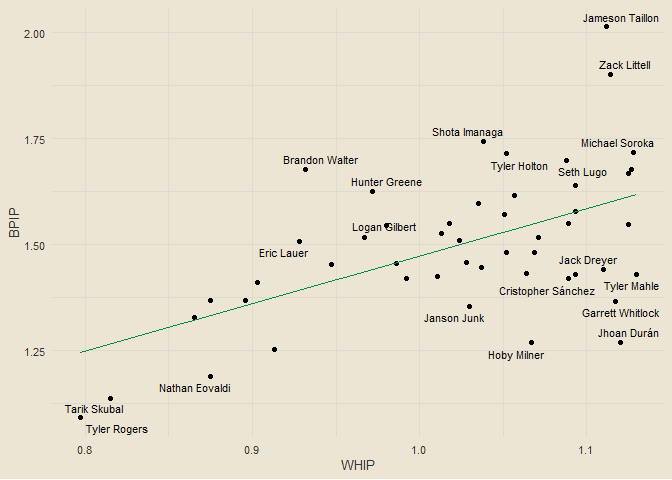 Jameson Taillon
2.00
Zack Littell
Shota Imanaga
1.75
Michael Soroka
Brandon Walter
Tyler Holton
Seth Lugo
Hunter Greene
BPIP
Logan Gilbert
1.50
Eric Lauer
Jack Dreyer
Cristopher Sánchez
Tyler Mahle
Janson Junk
Garrett Whitlock
Jhoan Durán
1.25
Hoby Milner
Nathan Eovaldi
Tarik Skubal
Tyler Rogers
0.8
0.9
1.0
1.1
WHIP